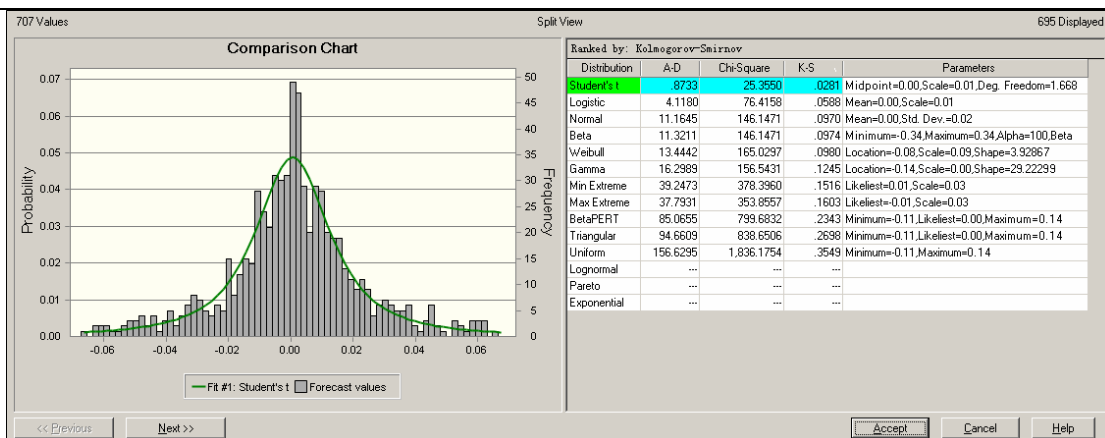 707 Values Split View 695 Displayed
Comparison Chart
0.07
0.06
0.05
0.04
0.03
0.02
0.01
0.00
Probability
50
45
40
35
30
25
20
15
10
5
0
Frequency
-0.06 -0.04 -0.02 0.00 0.02 0.04 0.06
Fit #1: Student's t Forecast values
Ranked by: Kolmogorov-Smirnov
Distribution A-D Chi-Square K-S Parameters
Student's t .8733 25.3550 .0281 Midpoint=0.00,Scale=0.01,Deg. Freedom=1.668
Logistic 4.1180 76.4158 .0588 Mean=0.00,Scale=0.01
Normal 11.1645 146.1471 .0970 Mean=0.00,Std. Dev.=0.02
Beta 11.3211 146.1471 .0974 Minimum=-0.34,Maximum=0.34,Alpha=100,Beta
Weibull 13.4442 165.0297 .0980 Location=-0.08,Scale=0.09,Shape=3.92867
Gamma 16.2989 156.5431 .1245 Location=-0.14,Scale=0.00,Shape=29.22299
Min Extreme 39.2473 378.3960 .1516 Likeliest=0.01,Scale=0.03
Max Extreme 37.7931 353.8557 .1603 Likeliest=-0.01,Scale=0.03
BetaPERT 85.0655 799.6832 .2343 Minimum=-0.11,Likeliest=0.00,Maximum=0.14
Triangular 94.6609 838.6506 .2698 Minimum=-0.11,Likeliest=0.00,Maximum=0.14
Uniform 156.6295 1,836.1754 .3549 Minimum=-0.11,Maximum=0.14
Lognormal --- --- ---
Pareto --- --- ---
Exponential --- --- ---
<< Previous Next >> Accept Cancel Help